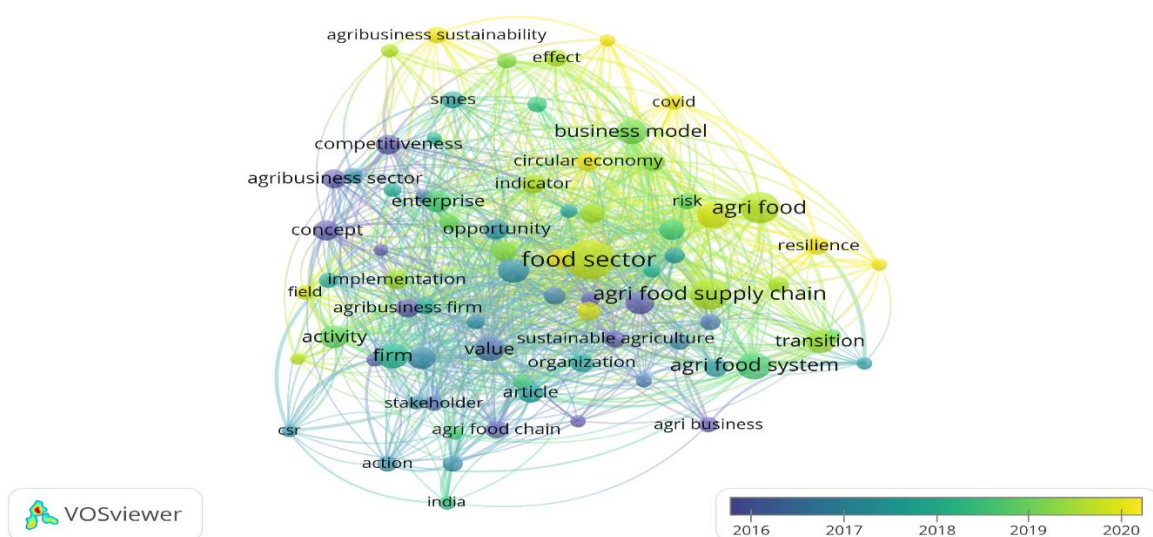 agribusiness sustainability
effect
smes
covid
business model
competitiveness
circular economy
agribusiness sector
indicator
enterprise
risk
agri food
concept
opportunity
resilience
food sector
implementation
field
agri food supply chain
agribusiness firm
activity
sustainable agriculture
transition
firm
value
organization
agri food system
article
stakeholder
csr
agri food chain
agri business
action
india
VOSviewer
2016 2017 2018 2019 2020